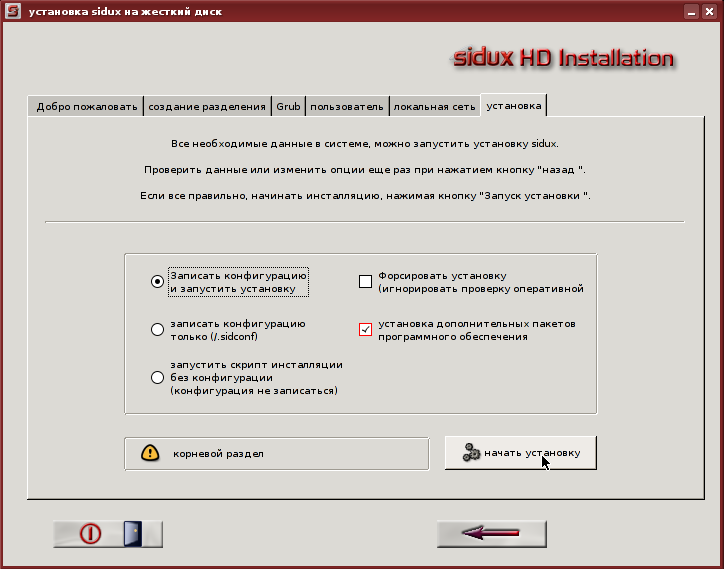 установка sidux на жесткий диск
sidux HD Installation
Добро пожаловать создание разделения Grub пользователь локальная сеть установка
Все необходимые данные в системе, можно запустить установку sidux.
Проверить данные или изменить опции еще раз при нажатием кнопку "назад ".
Если все правильно, начинать инсталляцию, нажимая кнопку "Запуск установки ".
Записать конфигурацию
и запустить установку
Форсировать установку
(игнорировать проверку оперативной
записать конфигурацию
только (/.sidconf)
установка дополнительных пакетов
программного обеспечения
запустить скрипт инсталляции
без конфигурации
(конфигурация не записаться)
корневой раздел
начать установку